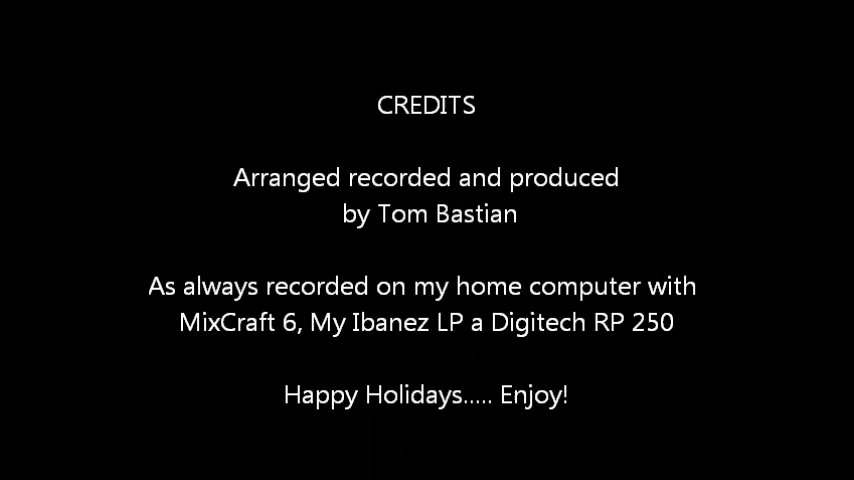 CREDITS
Arranged recorded and produced
by Tom Bastian
As always recorded on my home computer with
MixCraft 6, My Ibanez LP a Digitech RP 250
Happy Holidays..... Enjoy!